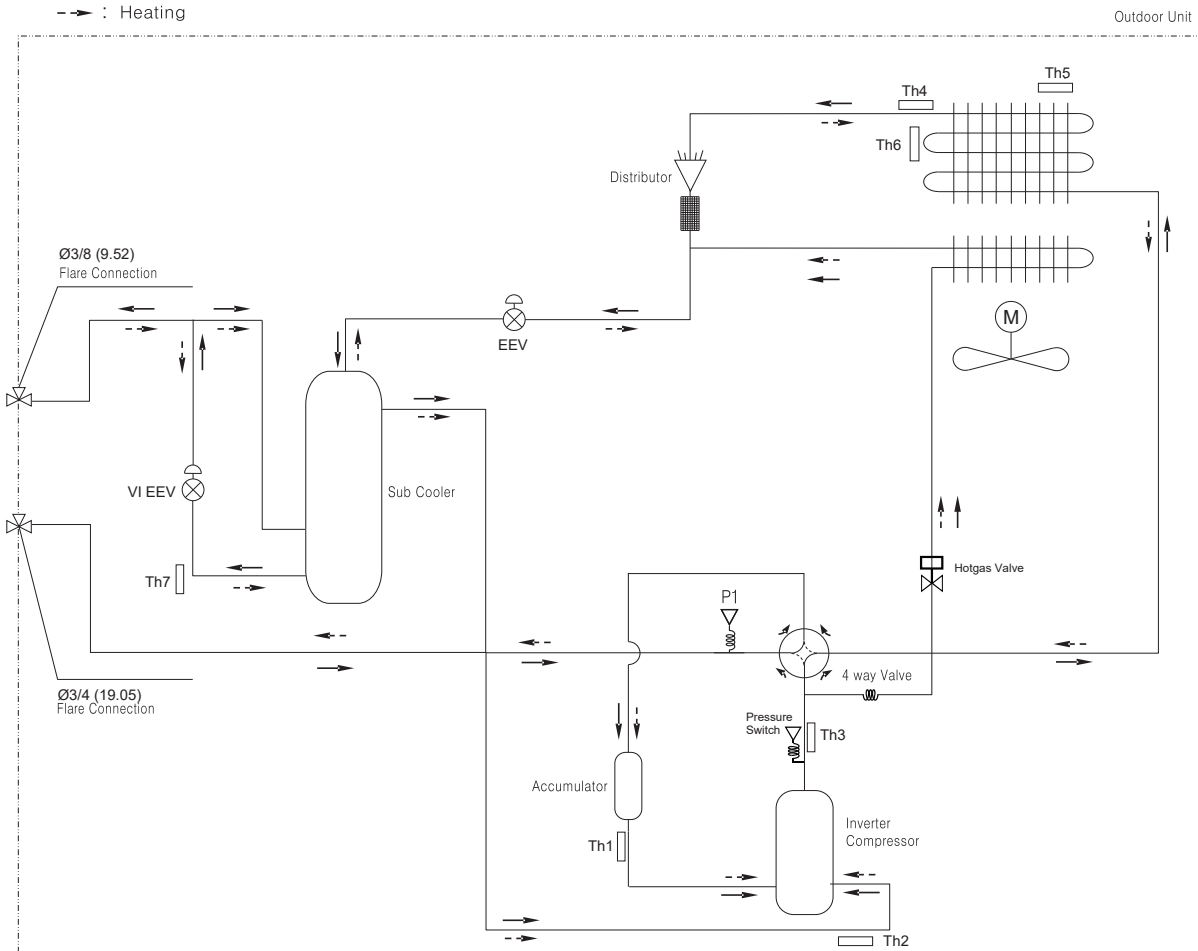 : Heating
Outdoor Unit
Th5
Th4
Th6
Distributor
Ø3/8 (9.52)
Flare Connection
EEV
M
VI EEV
Sub Cooler
Th7
Hotgas Valve
P1
4 way Valve
Ø3/4 (19.05)
Flare Connection
Pressure
Switch
Th3
Accumulator
Inverter
Compressor
Th1
Th2